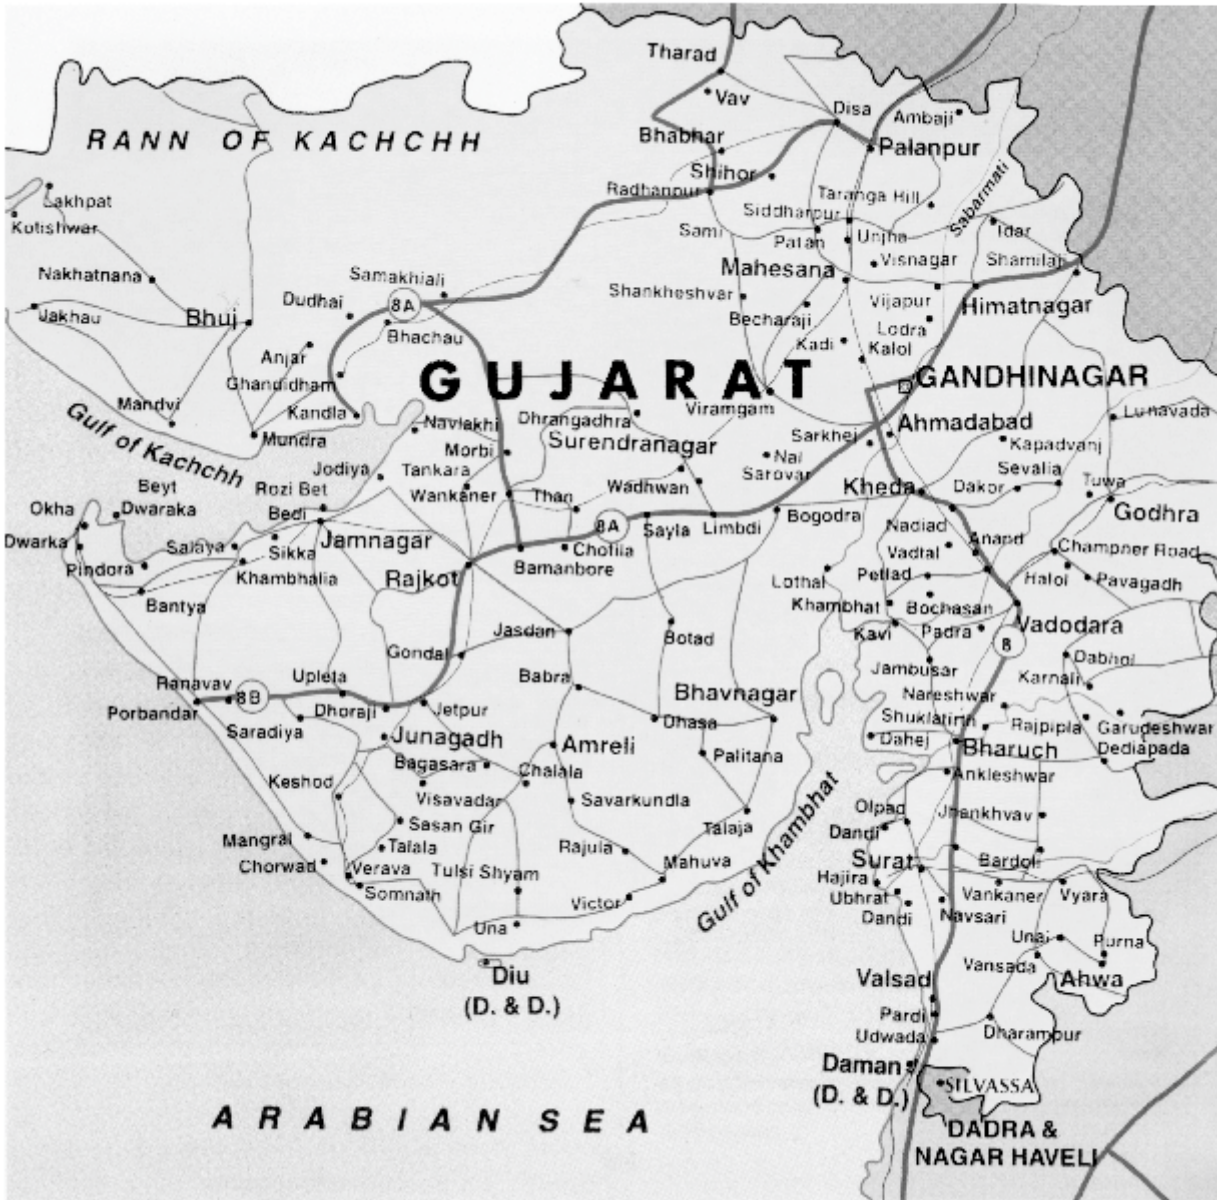 Tharad
Vav
Disa
Ambaji
RANN OF KACHCHH
Bhabhar
Palanpur
Shihor
Radhanpur
Taranga Hill
Sabarmati
Lakhpat
Siddharpur
Kotishwar
Sami
Patan
Unjha
Idar
Visnagar
Shamilaji
Nakhatnana
Samakhiali
Mahesana
Dudhai
8A
Shankheshvar
Vijapur
Himatnagar
Jakhau
Bhuj
Becharaji
Lodra
Bhachau
Kadi
Kalol
Anjar
Ghandidham
GUJARAT
GANDHINAGAR
Mandvi
Kandla
Viramgam
Lunavada
Gulf of Kachchh
Mundra
Navlakhi
Dhrangadhra
Ahmadabad
Sarkhej
Kapadvanj
Morbi
Surendranagar
Nal
Sarovar
Jodiya
Tankara
Sevalia
Beyt
Dwaraka
Rozi Bet
Wankaner
Than
Wadhwan
Kheda
Dakor
Tuwa
Okha
Bedi
8A
Sayla
Limbdi
Bogodra
Godhra
Dwarka
Salaya
Sikka
Jamnagar
Nadiad
Pindora
Khambhalia
Rajkot
Bamanbore
Chotila
Vadtal
Anand
Champner Road
Lothal
Petlad
Halol
Pavagadh
Bantya
Khambhat
Bochasan
Jasdan
Botad
Kavi
Padra
Vadodara
Gondal
8
Jambusar
Dabhoi
Ranavav
8B
Upleta
Babra
Bhavnagar
Nareshwar
Karnali
Porbandar
Dhoraji
Jetpur
Dhasa
Shuklatirth
Rajpipla
Garudeshwar
Saradiya
Junagadh
Amreli
Palitana
Dahej
Bharuch
Dediapada
Bagasara
Chalala
Ankleshwar
Keshod
Visavadar
Savarkundla
Olpad
Jhankhvav
Sasan Gir
Talaja
Dandi
Mangral
Talala
Rajula
Gulf of Khambhat
Surat
Bardoli
Chorwad
Verava
Tulsi Shyam
Mahuva
Hajira
Somnath
Victor
Ubhrat
Vankaner
Vyara
Dandi
Navsari
Una
Unai
Purna
Diu
(D. & D.)
Vansada
Valsad
Ahwa
Pardi
Udwada
Dharampur
Daman
(D. & D.)
SILVASSA
ARABIAN SEA
DADRA &
NAGAR HAVELI